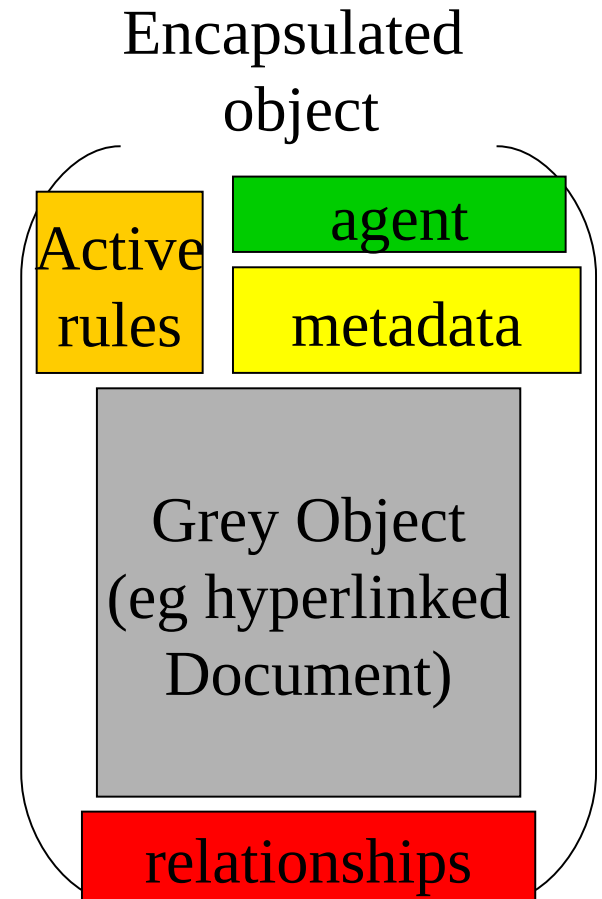 Encapsulated
object
Active
rules
agent
metadata
Grey Object
(eg hyperlinked
Document)
relationships